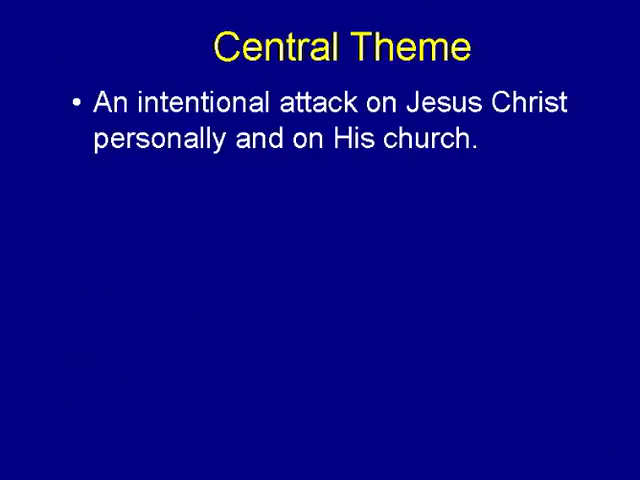 Central Theme
• An intentional attack on Jesus Christ
personally and on His church.